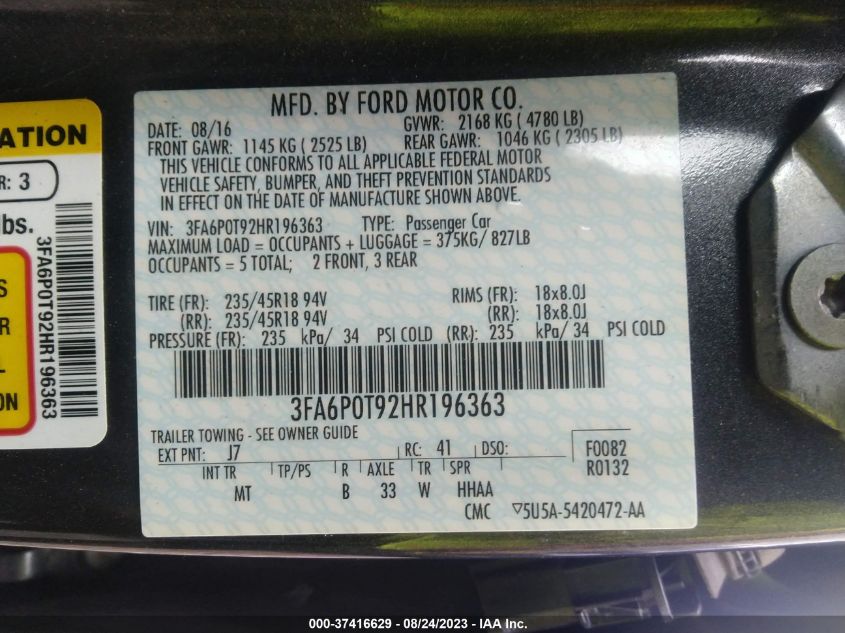 MFD. BY FORD MOTOR CO.
DATE: 08/16 GVWR: 2168 KG ( 4780 LB)
FRONT GAWR: 1145 KG ( 2525 LB) REAR GAWR: 1046 KG ( 2305 LB)
THIS VEHICLE CONFORMS TO ALL APPLICABLE FEDERAL MOTOR
VEHICLE SAFETY, BUMPER, AND THEFT PREVENTION STANDARDS
IN EFFECT ON THE DATE OF MANUFACTURE SHOWN ABOVE.
VIN: 3FA6P0T92HR196363 TYPE: Passenger Car
MAXIMUM LOAD = OCCUPANTS + LUGGAGE = 375KG/ 827LB
OCCUPANTS = 5 TOTAL; 2 FRONT, 3 REAR
TIRE (FR): 235/45R18 94V RIMS (FR): 18x8.0J
(RR): 235/45R18 94V (RR): 18x8.0J
PRESSURE (FR): 235 kPa/ 34 PSI COLD (RR): 235 kPa/ 34 PSI COLD
3FA6P0T92HR196363
TRAILER TOWING - SEE OWNER GUIDE
EXT PNT: J7 RC: 41 DSO: F0082
INT TR TP/PS R AXLE TR SPR R0132
MT B 33 W HHAA
CMC ▽5U5A-5420472-AA
ATION
R: 3
lbs.
S
R
L
ON
3FA6P0T92HR196363
000-37416629 - 08/24/2023 - IAA Inc.